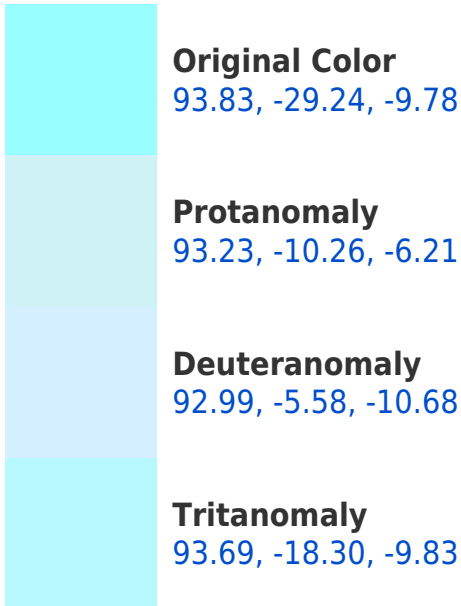 Original Color
93.83, -29.24, -9.78
Protanomaly
93.23, -10.26, -6.21
Deuteranomaly
92.99, -5.58, -10.68
Tritanomaly
93.69, -18.30, -9.83